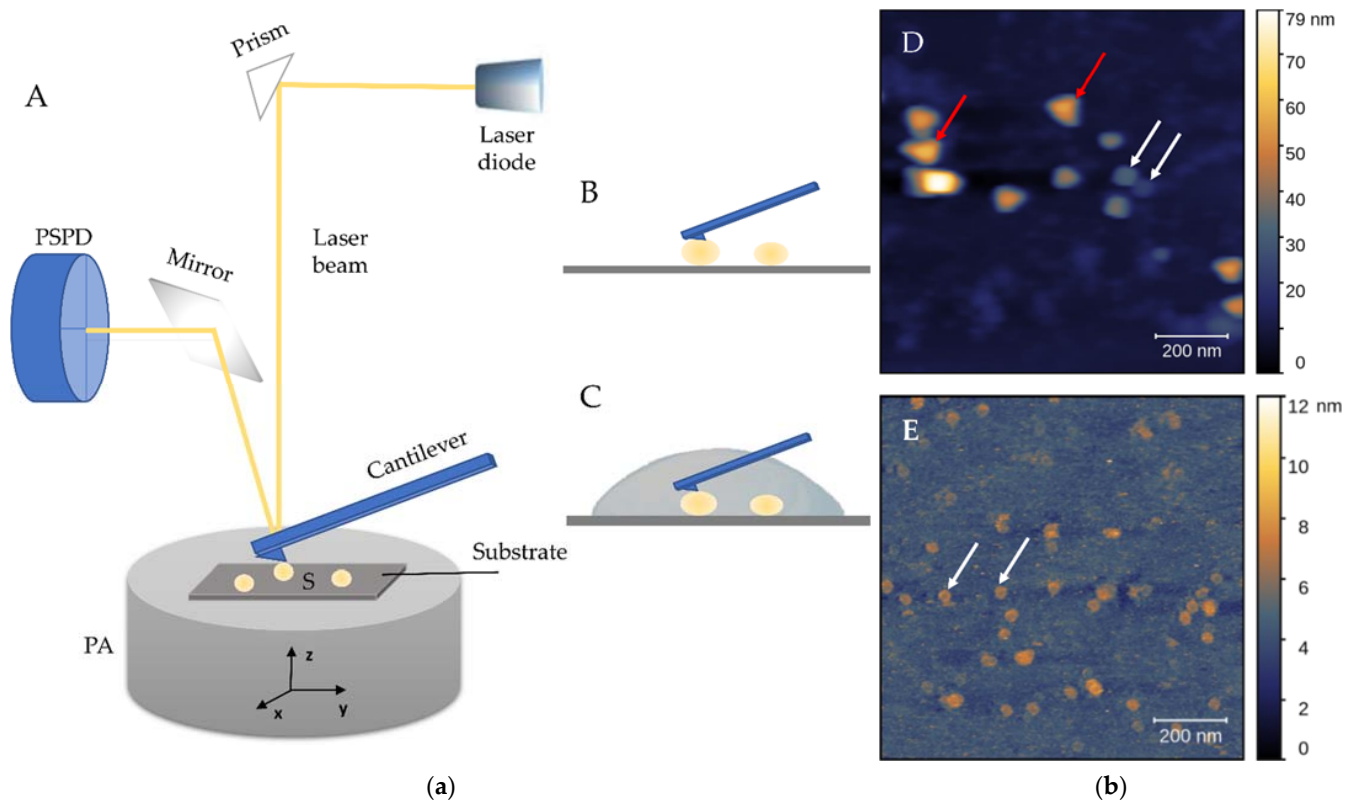 A
Prism
Laser
diode
PSPD
Mirror
Laser
beam
Cantilever
Substrate
S
PA
z
x
y
B
C
D
200 nm
79 nm
70
60
50
40
30
20
10
0
E
200 nm
12 nm
10
8
6
4
2
0
(a)
(b)